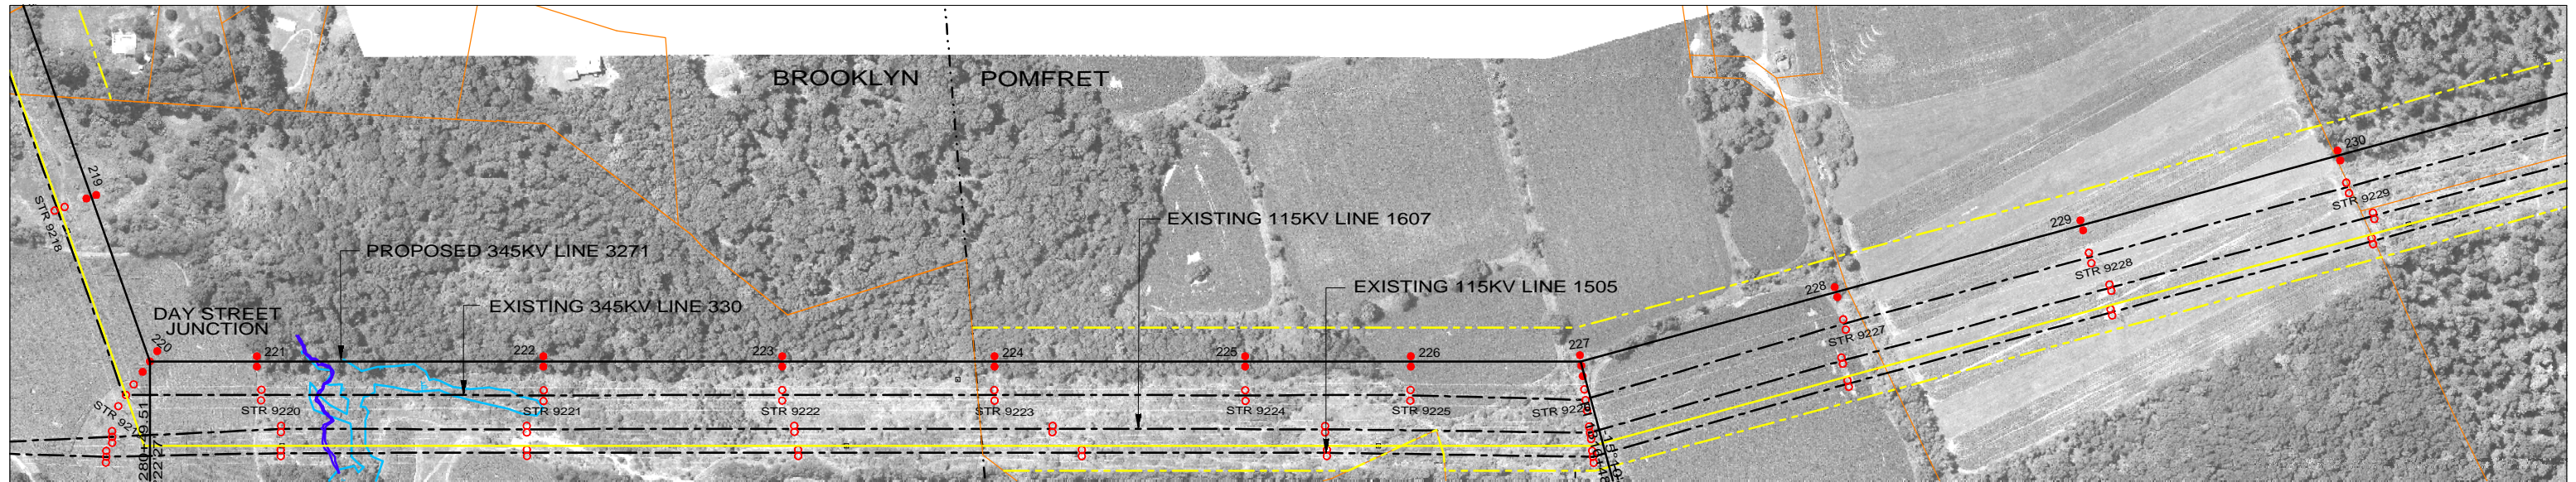 BROOKLYN
POMFRET
230
219
STR 9229
STR 9218
EXISTING 115KV LINE 1607
229
PROPOSED 345KV LINE 3271
STR 9228
EXISTING 115KV LINE 1505
228
EXISTING 345KV LINE 330
DAY STREET
JUNCTION
STR 9227
220
221
222
223
224
225
226
227
STR 9220
STR 9221
STR 9222
STR 9223
STR 9224
STR 9225